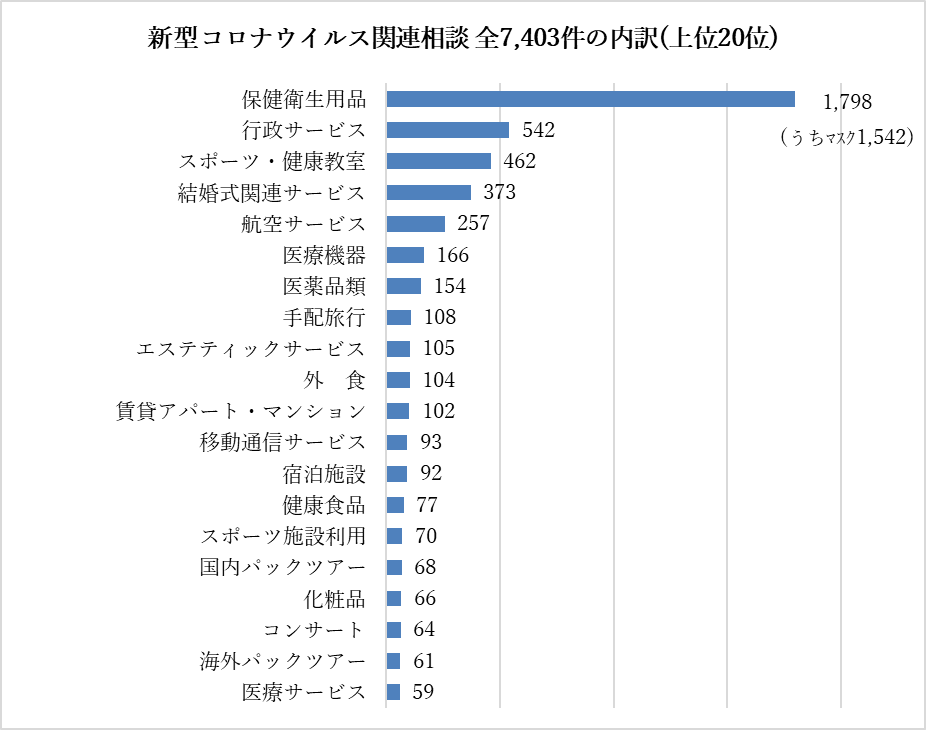 新型コロナウイルス関連相談 全7,403件の内訳(上位20位)
保健衛生用品 1,798
(うちﾏｽｸ1,542)
行政サービス 542
スポーツ・健康教室 462
結婚式関連サービス 373
航空サービス 257
医療機器 166
医薬品類 154
手配旅行 108
エステティックサービス 105
外　食 104
賃貸アパート・マンション 102
移動通信サービス 93
宿泊施設 92
健康食品 77
スポーツ施設利用 70
国内パックツアー 68
化粧品 66
コンサート 64
海外パックツアー 61
医療サービス 59